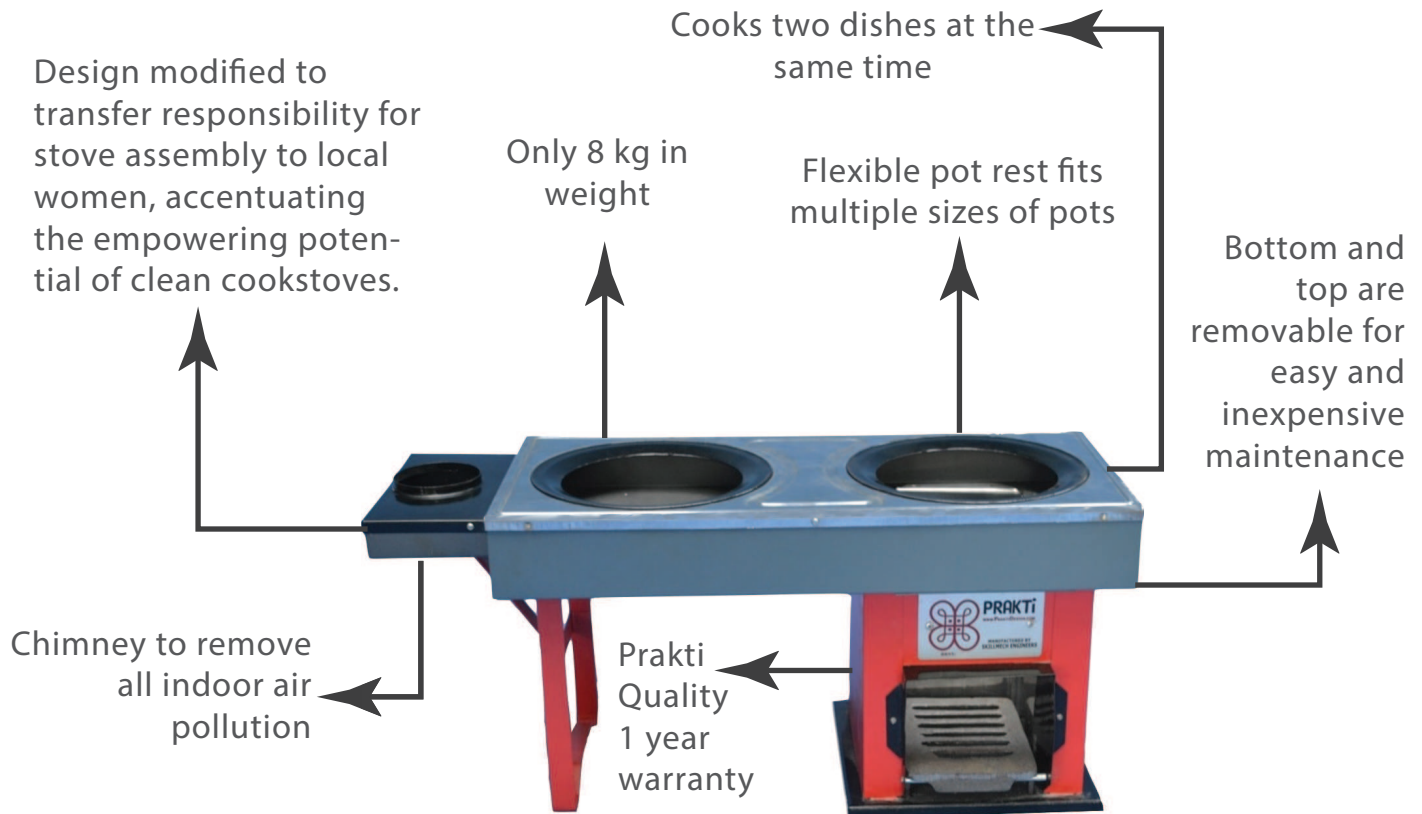 Cooks two dishes at the
same time
Design modified to
transfer responsibility for
stove assembly to local
women, accentuating
the empowering poten-
tial of clean cookstoves.
Only 8 kg in
weight
Flexible pot rest fits
multiple sizes of pots
Bottom and
top are
removable for
easy and
inexpensive
maintenance
Chimney to remove
all indoor air
pollution
Prakti
Quality
1 year
warranty
PRAKTi
MANUFACTURED BY